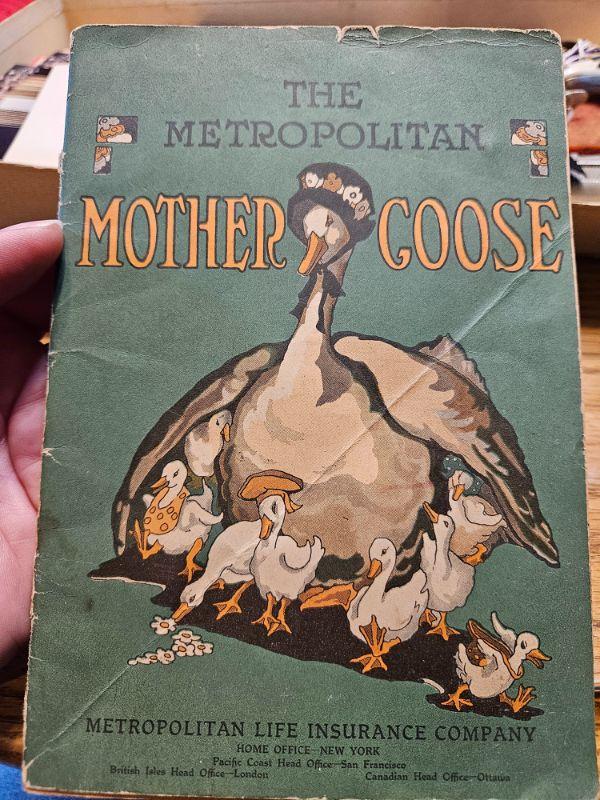 THE
METROPOLITAN
MOTHER GOOSE
METROPOLITAN LIFE INSURANCE COMPANY
HOME OFFICE—NEW YORK
Pacific Coast Head Office—San Francisco
British Isles Head Office—London Canadian Head Office—Ottawa